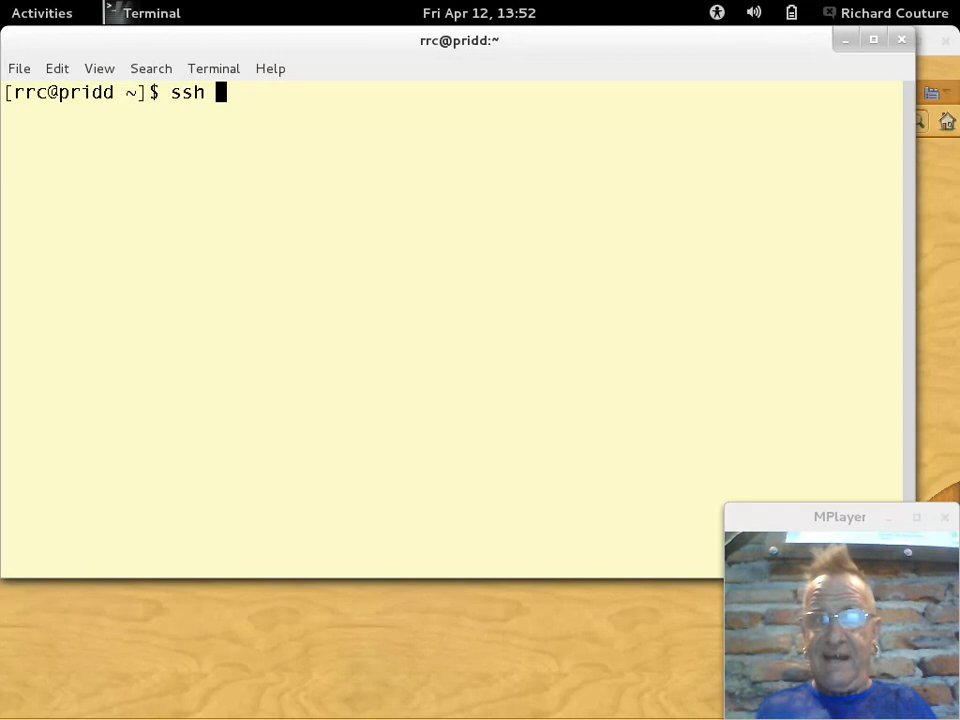 Activities Terminal Fri Apr 12, 13:52 Richard Couture
rrc@pridd:~
File Edit View Search Terminal Help
[rrc@pridd ~]$ ssh
MPlayer